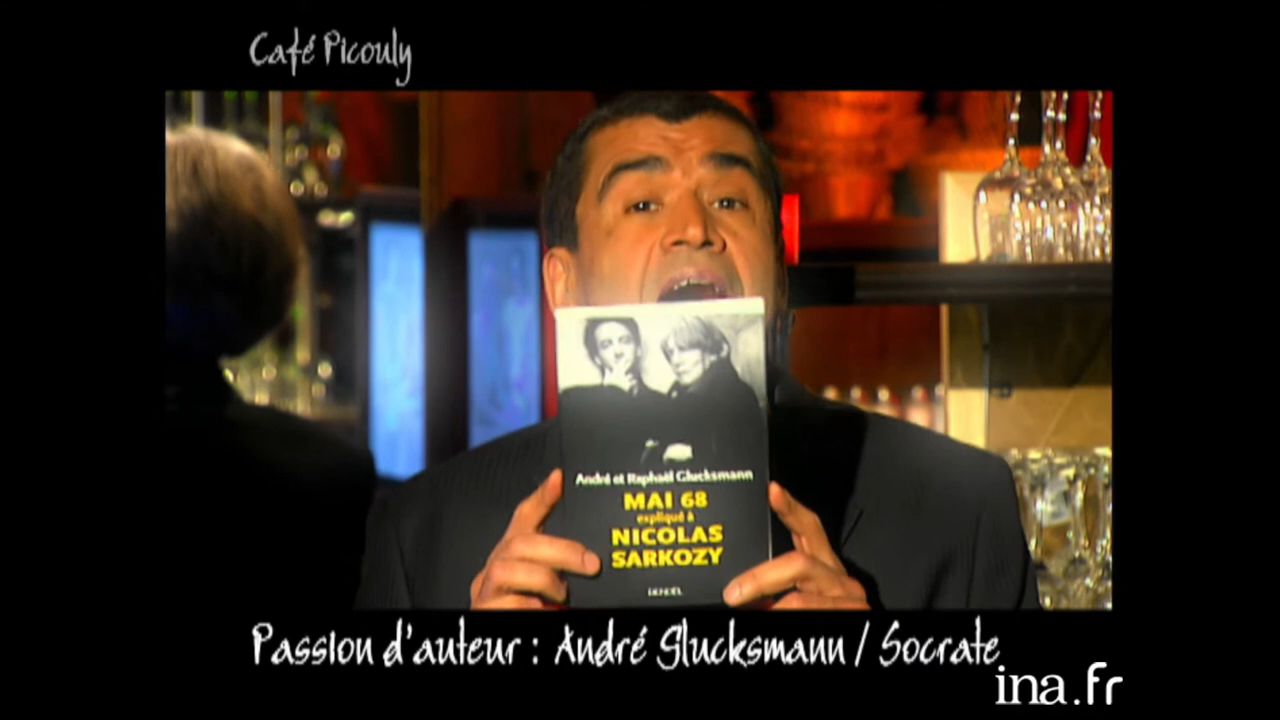 Café Picouly
André et Raphaël Glucksmann
MAI 68
expliqué à
NICOLAS
SARKOZY
DENOËL
Passion d'auteur : André Glucksmann / Socrate
ina.fr